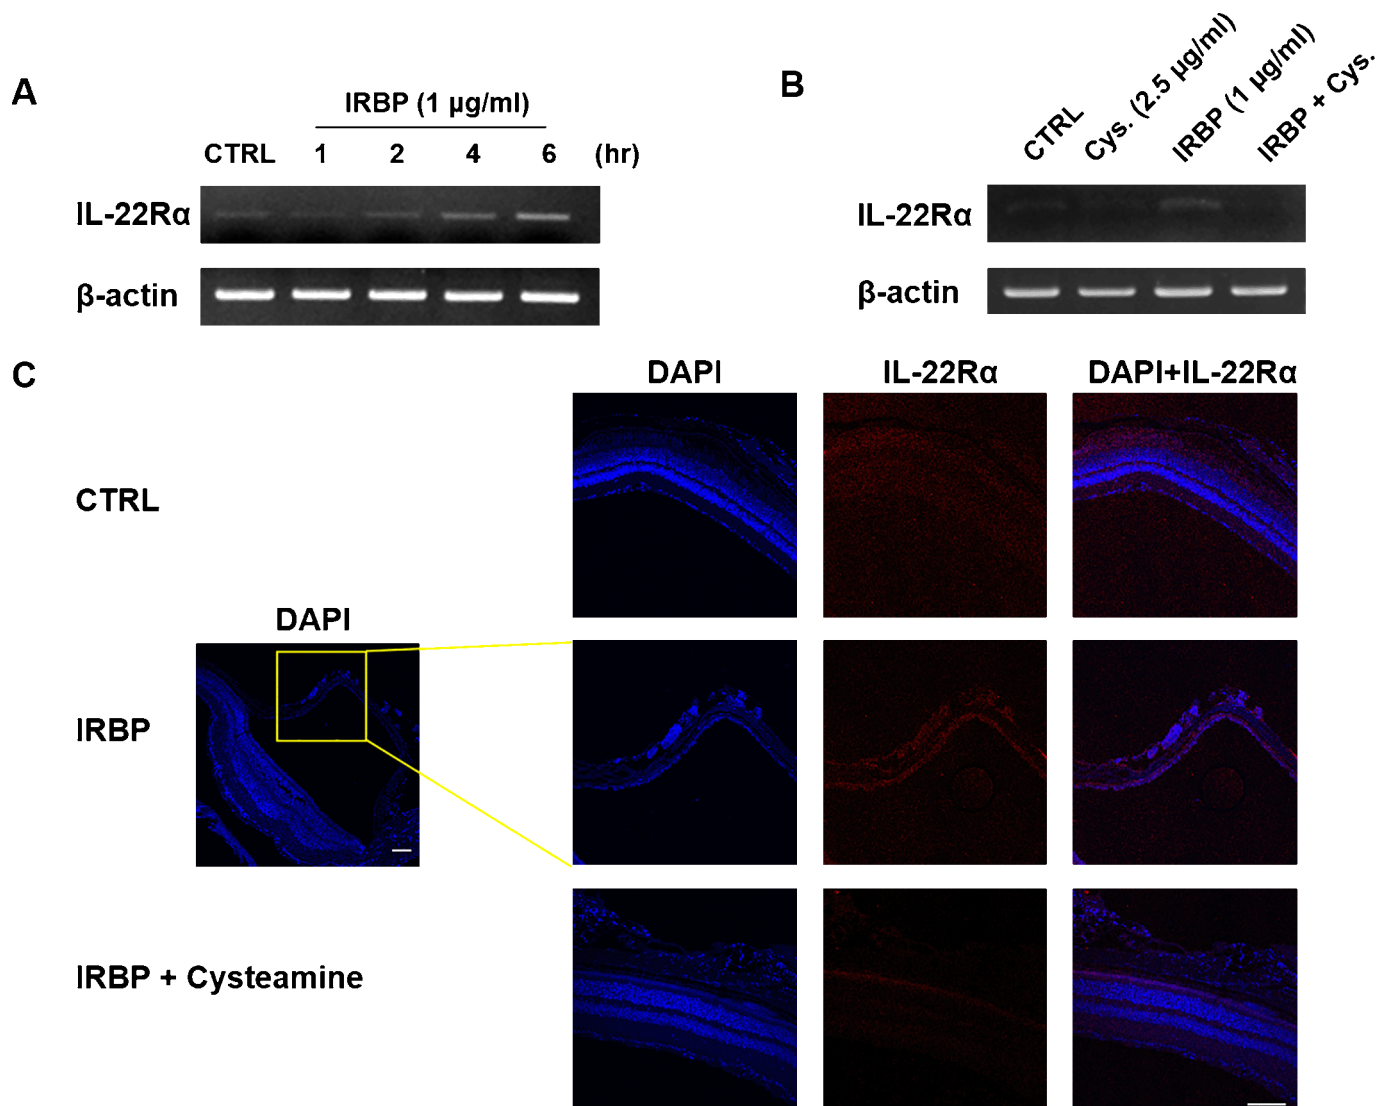 A
IRBP (1 µg/ml)
CTRL 1 2 4 6 (hr)
IL-22Rα
β-actin
B
CTRL
Cys. (2.5 µg/ml)
IRBP (1 µg/ml)
IRBP + Cys.
IL-22Rα
β-actin
C
DAPI IL-22Rα DAPI+IL-22Rα
CTRL
DAPI
IRBP
IRBP + Cysteamine